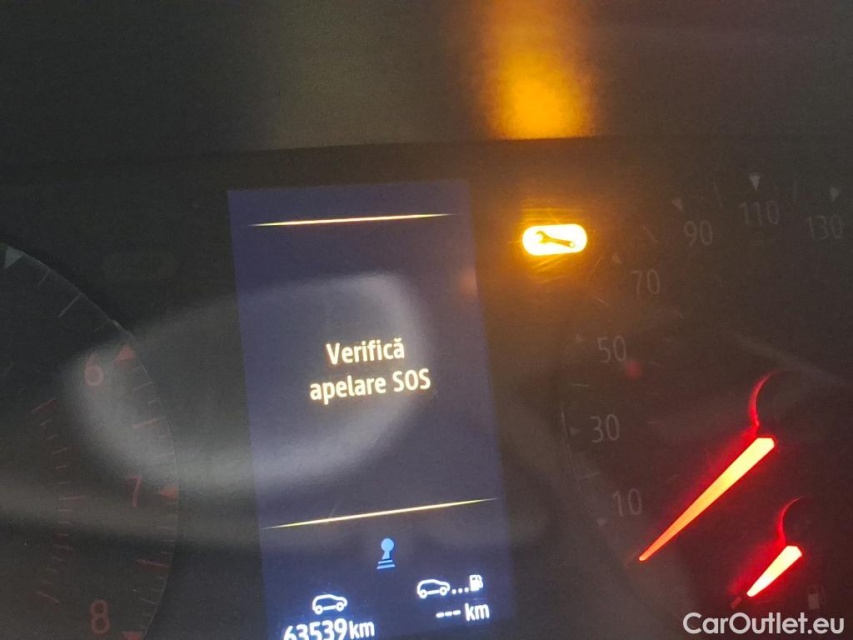 Verifică
apelare SOS
63539km
--- km
6
7
8
10
30
50
70
90
110
130
CarOutlet.eu